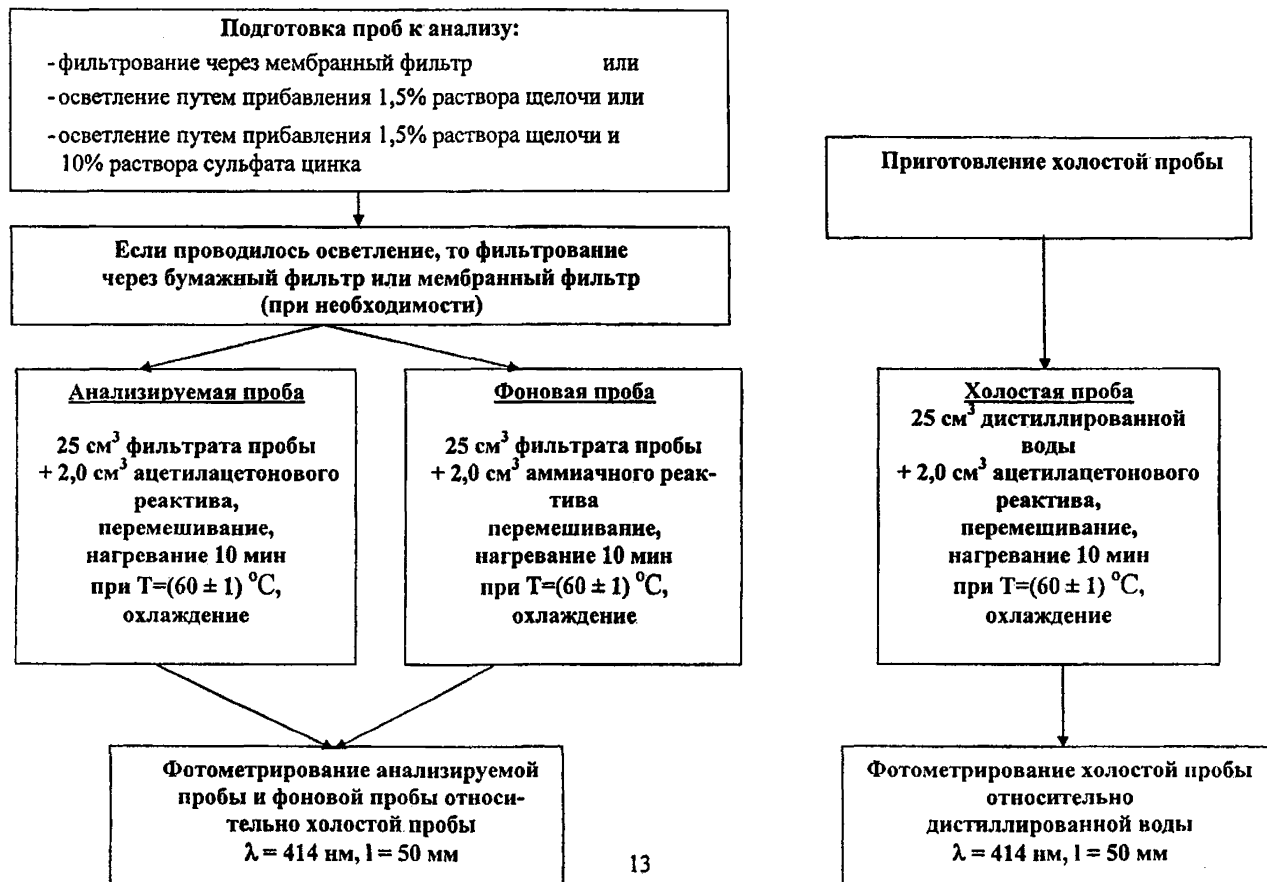 Подготовка проб к анализу:
- фильтрование через мембранный фильтр или
- осветление путем прибавления 1,5% раствора щелочи или
- осветление путем прибавления 1,5% раствора щелочи и
10% раствора сульфата цинка
Если проводилось осветление, то фильтрование
через бумажный фильтр или мембранный фильтр
(при необходимости)
Анализируемая проба
25 см³ фильтрата пробы
+ 2,0 см³ ацетилацетонового
реактива,
перемешивание,
нагревание 10 мин
при Т=(60 ± 1) °С,
охлаждение
Фоновая проба
25 см³ фильтрата пробы
+ 2,0 см³ аммиачного реак-
тива
перемешивание,
нагревание 10 мин
при Т=(60 ± 1) °С,
охлаждение
Фотометрирование анализируемой
пробы и фоновой пробы относи-
тельно холостой пробы
λ = 414 нм, l = 50 мм
Приготовление холостой пробы
Холостая проба
25 см³ дистиллированной
воды
+ 2,0 см³ ацетилацетонового
реактива,
перемешивание,
нагревание 10 мин
при Т=(60 ± 1) °С,
охлаждение
Фотометрирование холостой пробы
относительно
дистиллированной воды
λ = 414 нм, l = 50 мм
13